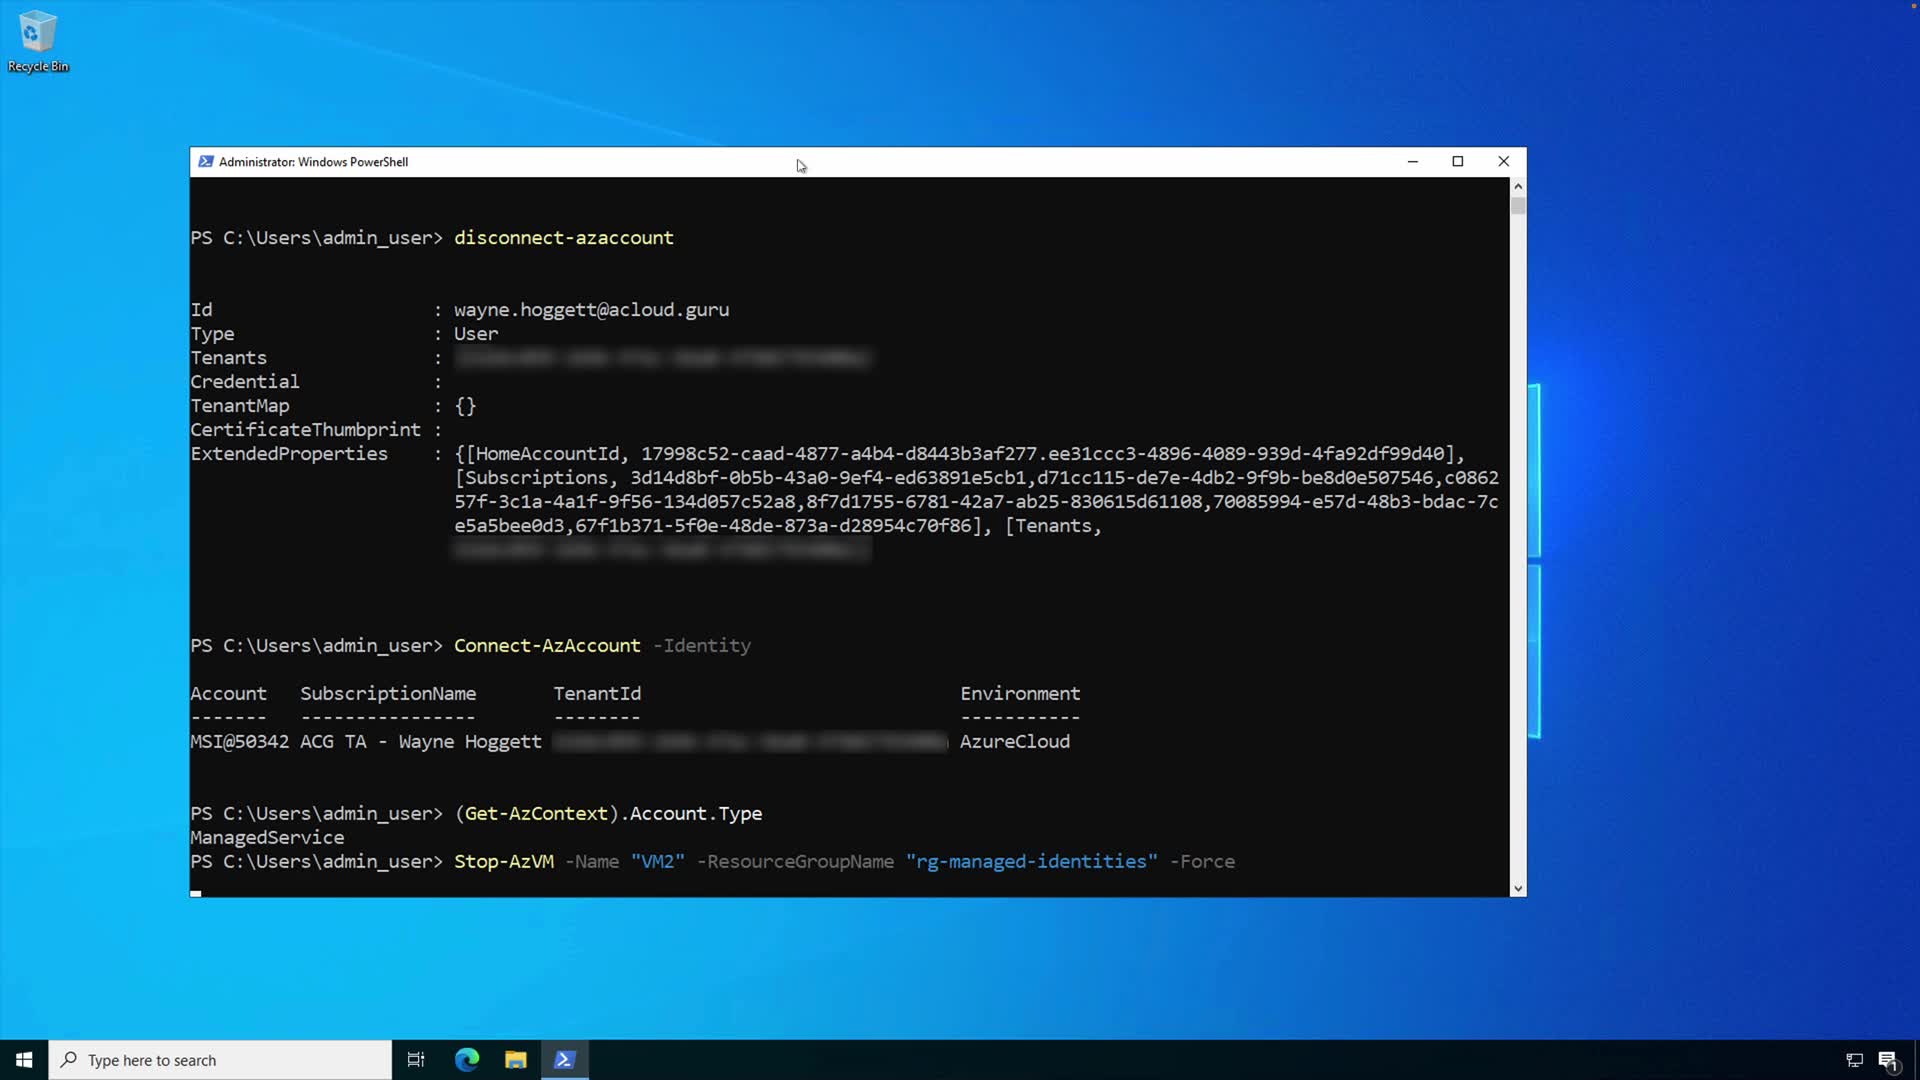 Recycle Bin
Administrator: Windows PowerShell
PS C:\Users\admin_user> disconnect-azaccount
Id : wayne.hoggett@acloud.guru
Type : User
Tenants :
Credential :
TenantMap : {}
CertificateThumbprint :
ExtendedProperties : {[HomeAccountId, 17998c52-caad-4877-a4b4-d8443b3af277.ee31ccc3-4896-4089-939d-4fa92df99d40],
[Subscriptions, 3d14d8bf-0b5b-43a0-9ef4-ed63891e5cb1,d71cc115-de7e-4db2-9f9b-be8d0e507546,c0862
57f-3c1a-4a1f-9f56-134d057c52a8,8f7d1755-6781-42a7-ab25-830615d61108,70085994-e57d-48b3-bdac-7c
e5a5bee0d3,67f1b371-5f0e-48de-873a-d28954c70f86], [Tenants,
PS C:\Users\admin_user> Connect-AzAccount -Identity
Account SubscriptionName TenantId Environment
------- ---------------- -------- -----------
MSI@50342 ACG TA - Wayne Hoggett AzureCloud
PS C:\Users\admin_user> (Get-AzContext).Account.Type
ManagedService
PS C:\Users\admin_user> Stop-AzVM -Name "VM2" -ResourceGroupName "rg-managed-identities" -Force
Type here to search
1